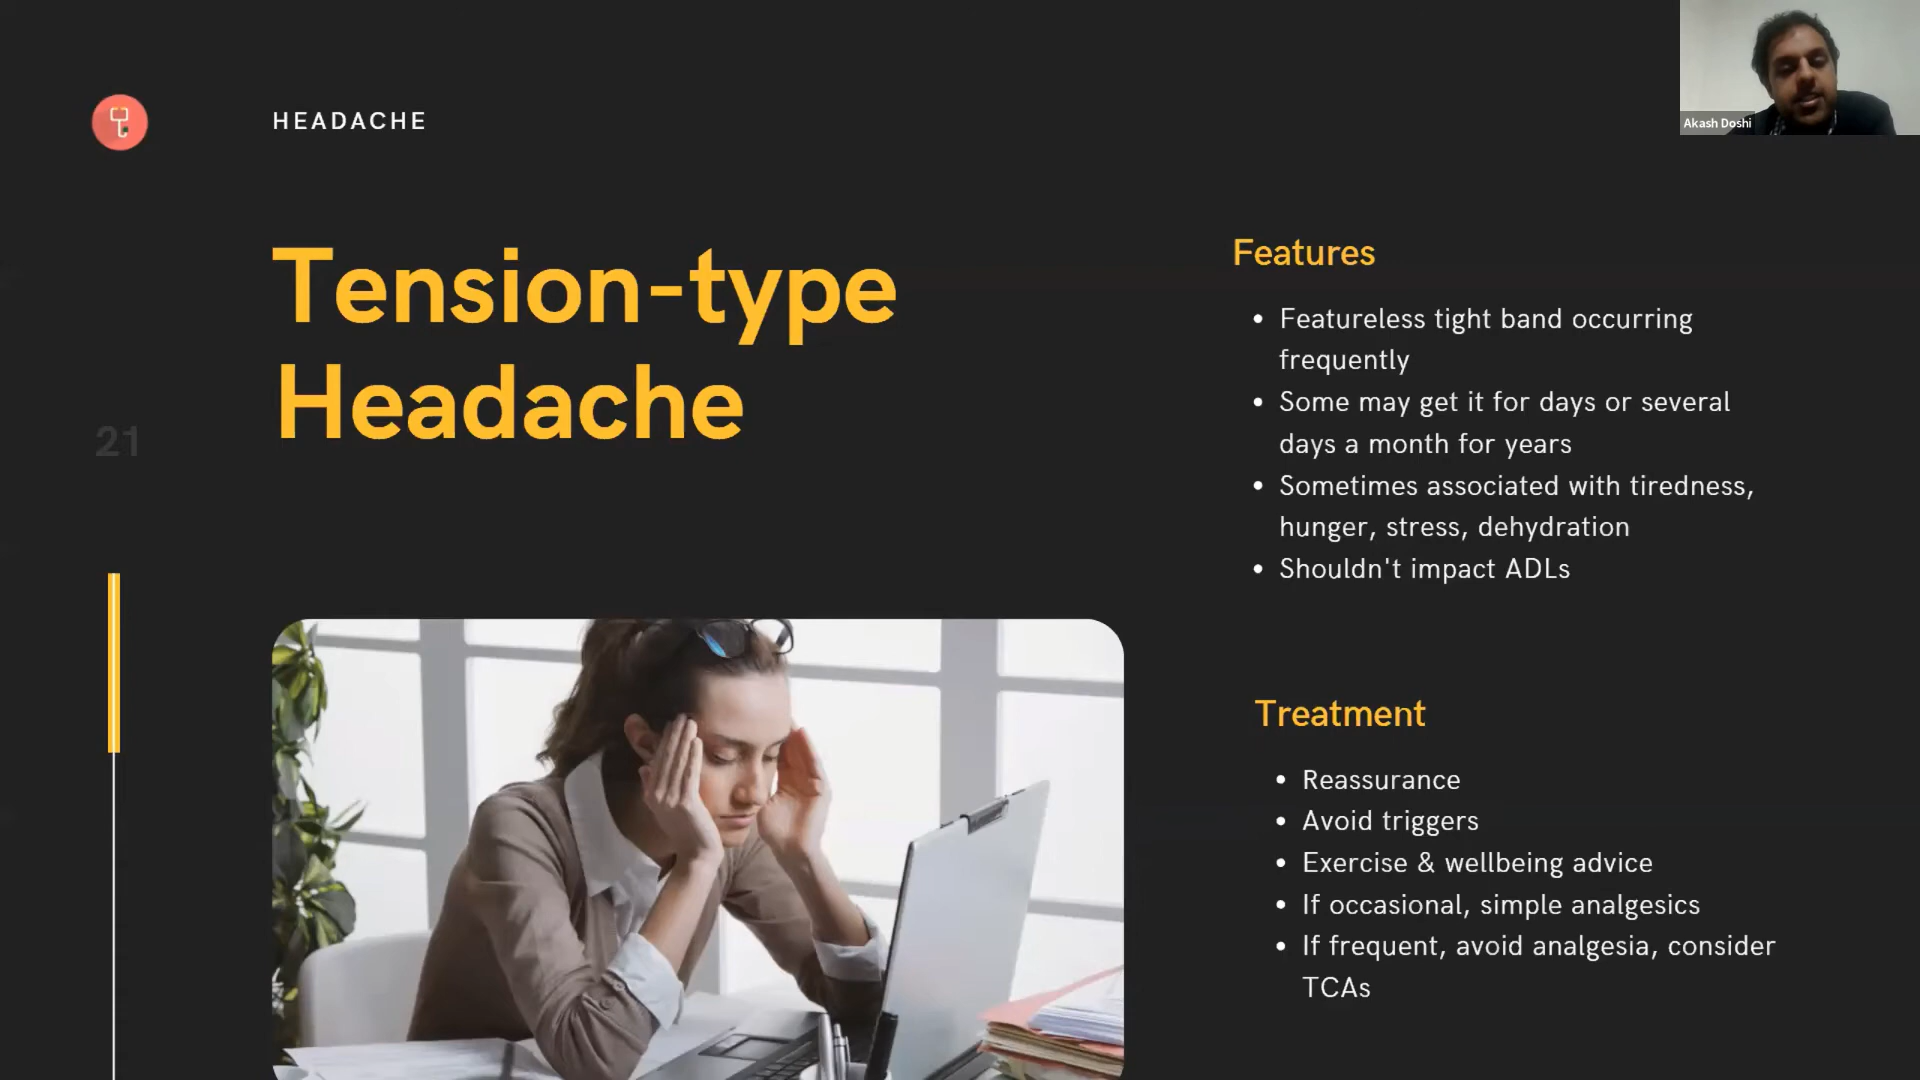 HEADACHE
Akash Doshi
Tension-type
Headache
21
Features
• Featureless tight band occurring
frequently
• Some may get it for days or several
days a month for years
• Sometimes associated with tiredness,
hunger, stress, dehydration
• Shouldn't impact ADLs
Treatment
• Reassurance
• Avoid triggers
• Exercise & wellbeing advice
• If occasional, simple analgesics
• If frequent, avoid analgesia, consider
TCAs